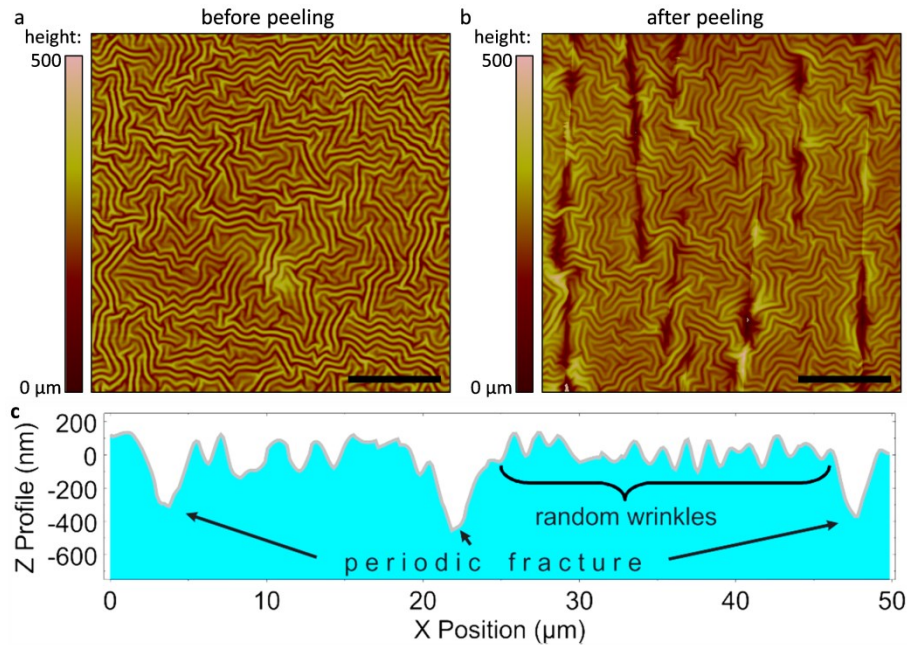 a before peeling
height:
500
0 µm
b after peeling
height:
500
0 µm
c
200
0
-200
-400
-600
Z Profile (nm)
random wrinkles
periodic fracture
0 10 20 30 40 50
X Position (µm)